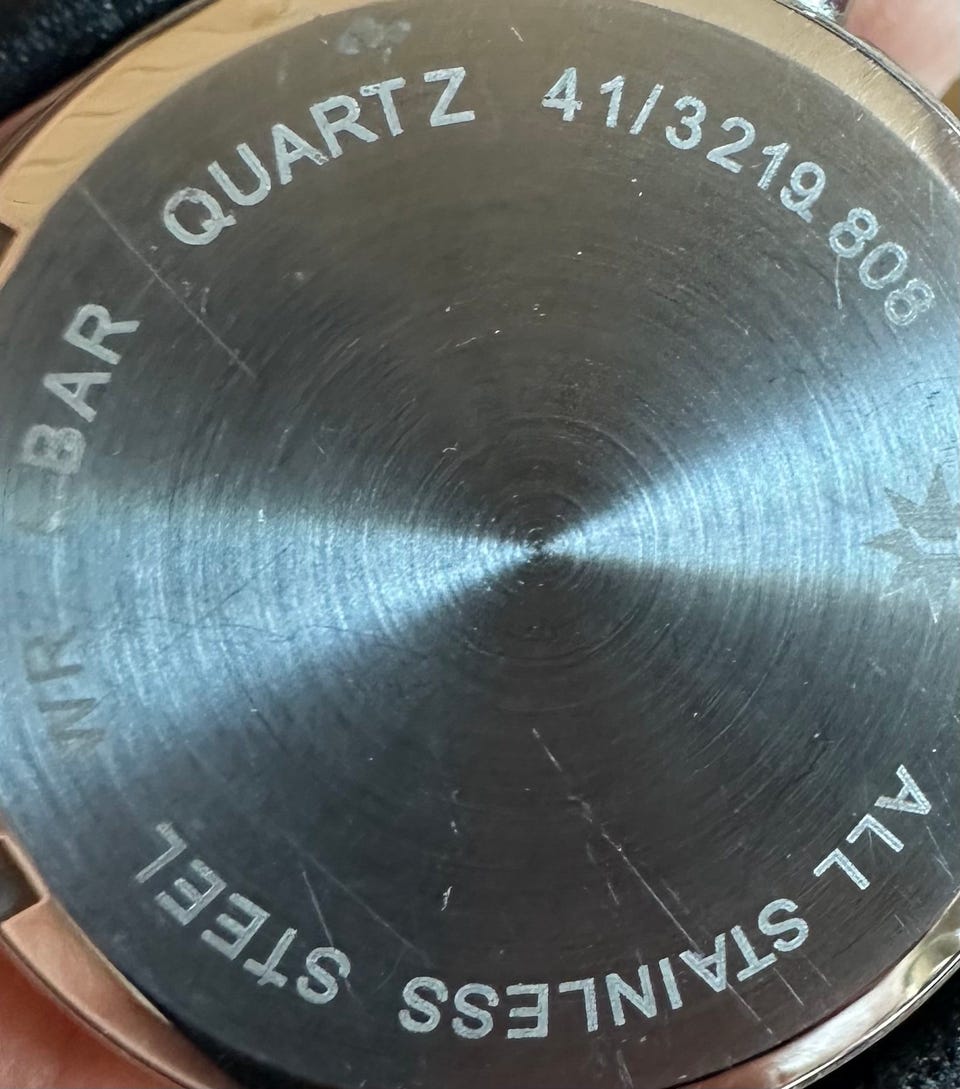 WR BAR
QUARTZ
41/3219 808
ALL STAINLESS STEEL